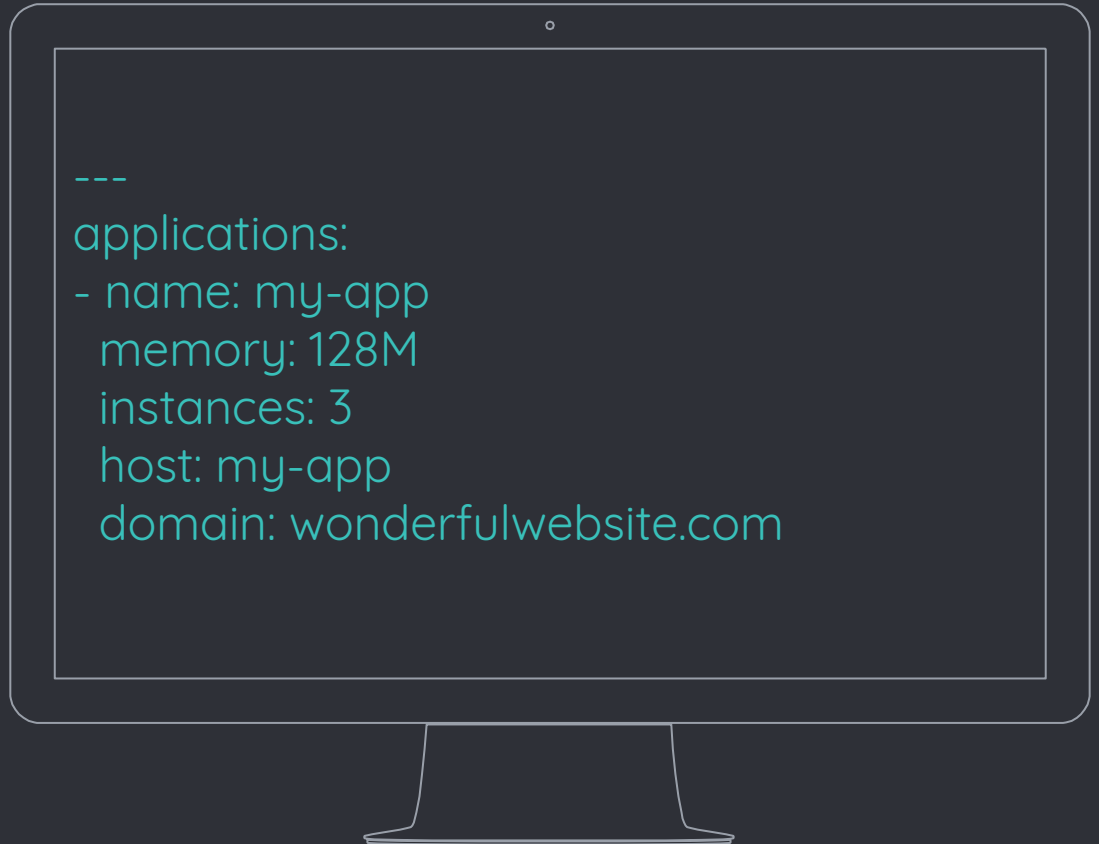 ---
applications:
- name: my-app
  memory: 128M
  instances: 3
  host: my-app
  domain: wonderfulwebsite.com